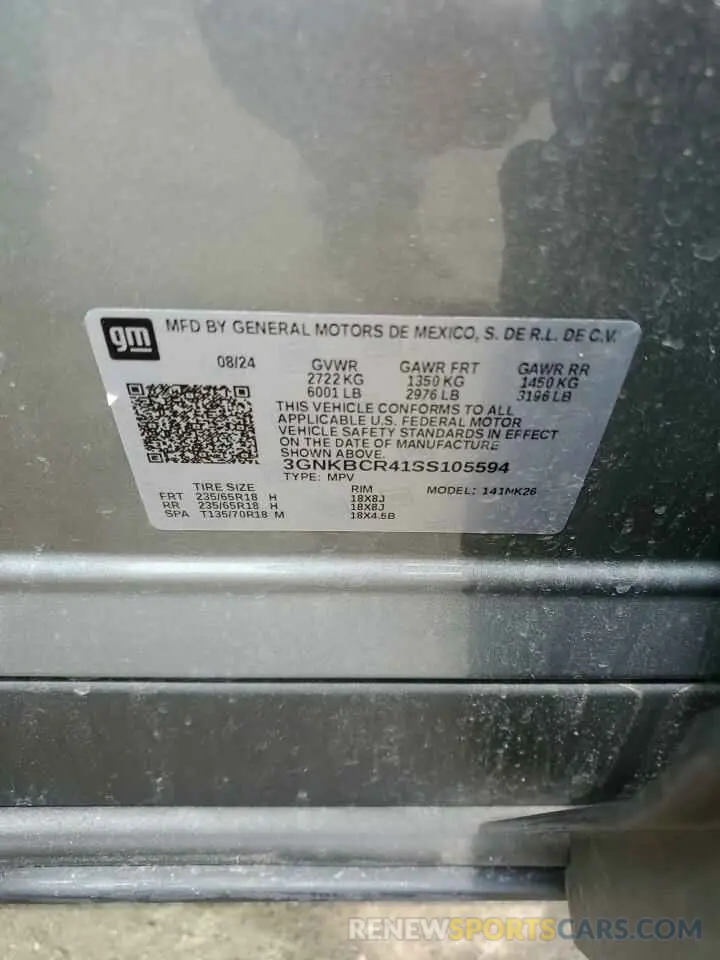 gm
MFD BY GENERAL MOTORS DE MEXICO, S. DE R.L. DE C.V.
08/24 GVWR GAWR FRT GAWR RR
2722 KG 1350 KG 1450 KG
6001 LB 2976 LB 3196 LB
THIS VEHICLE CONFORMS TO ALL
APPLICABLE U.S. FEDERAL MOTOR
VEHICLE SAFETY STANDARDS IN EFFECT
ON THE DATE OF MANUFACTURE
SHOWN ABOVE.
3GNKBCR41SS105594
TYPE: MPV
TIRE SIZE RIM MODEL: 141NK26
FRT 235/65R18 H 18X8J
RR 235/65R18 H 18X8J
SPA T135/70R18 M 18X4.5B
RENEWSPORTSCARS.COM